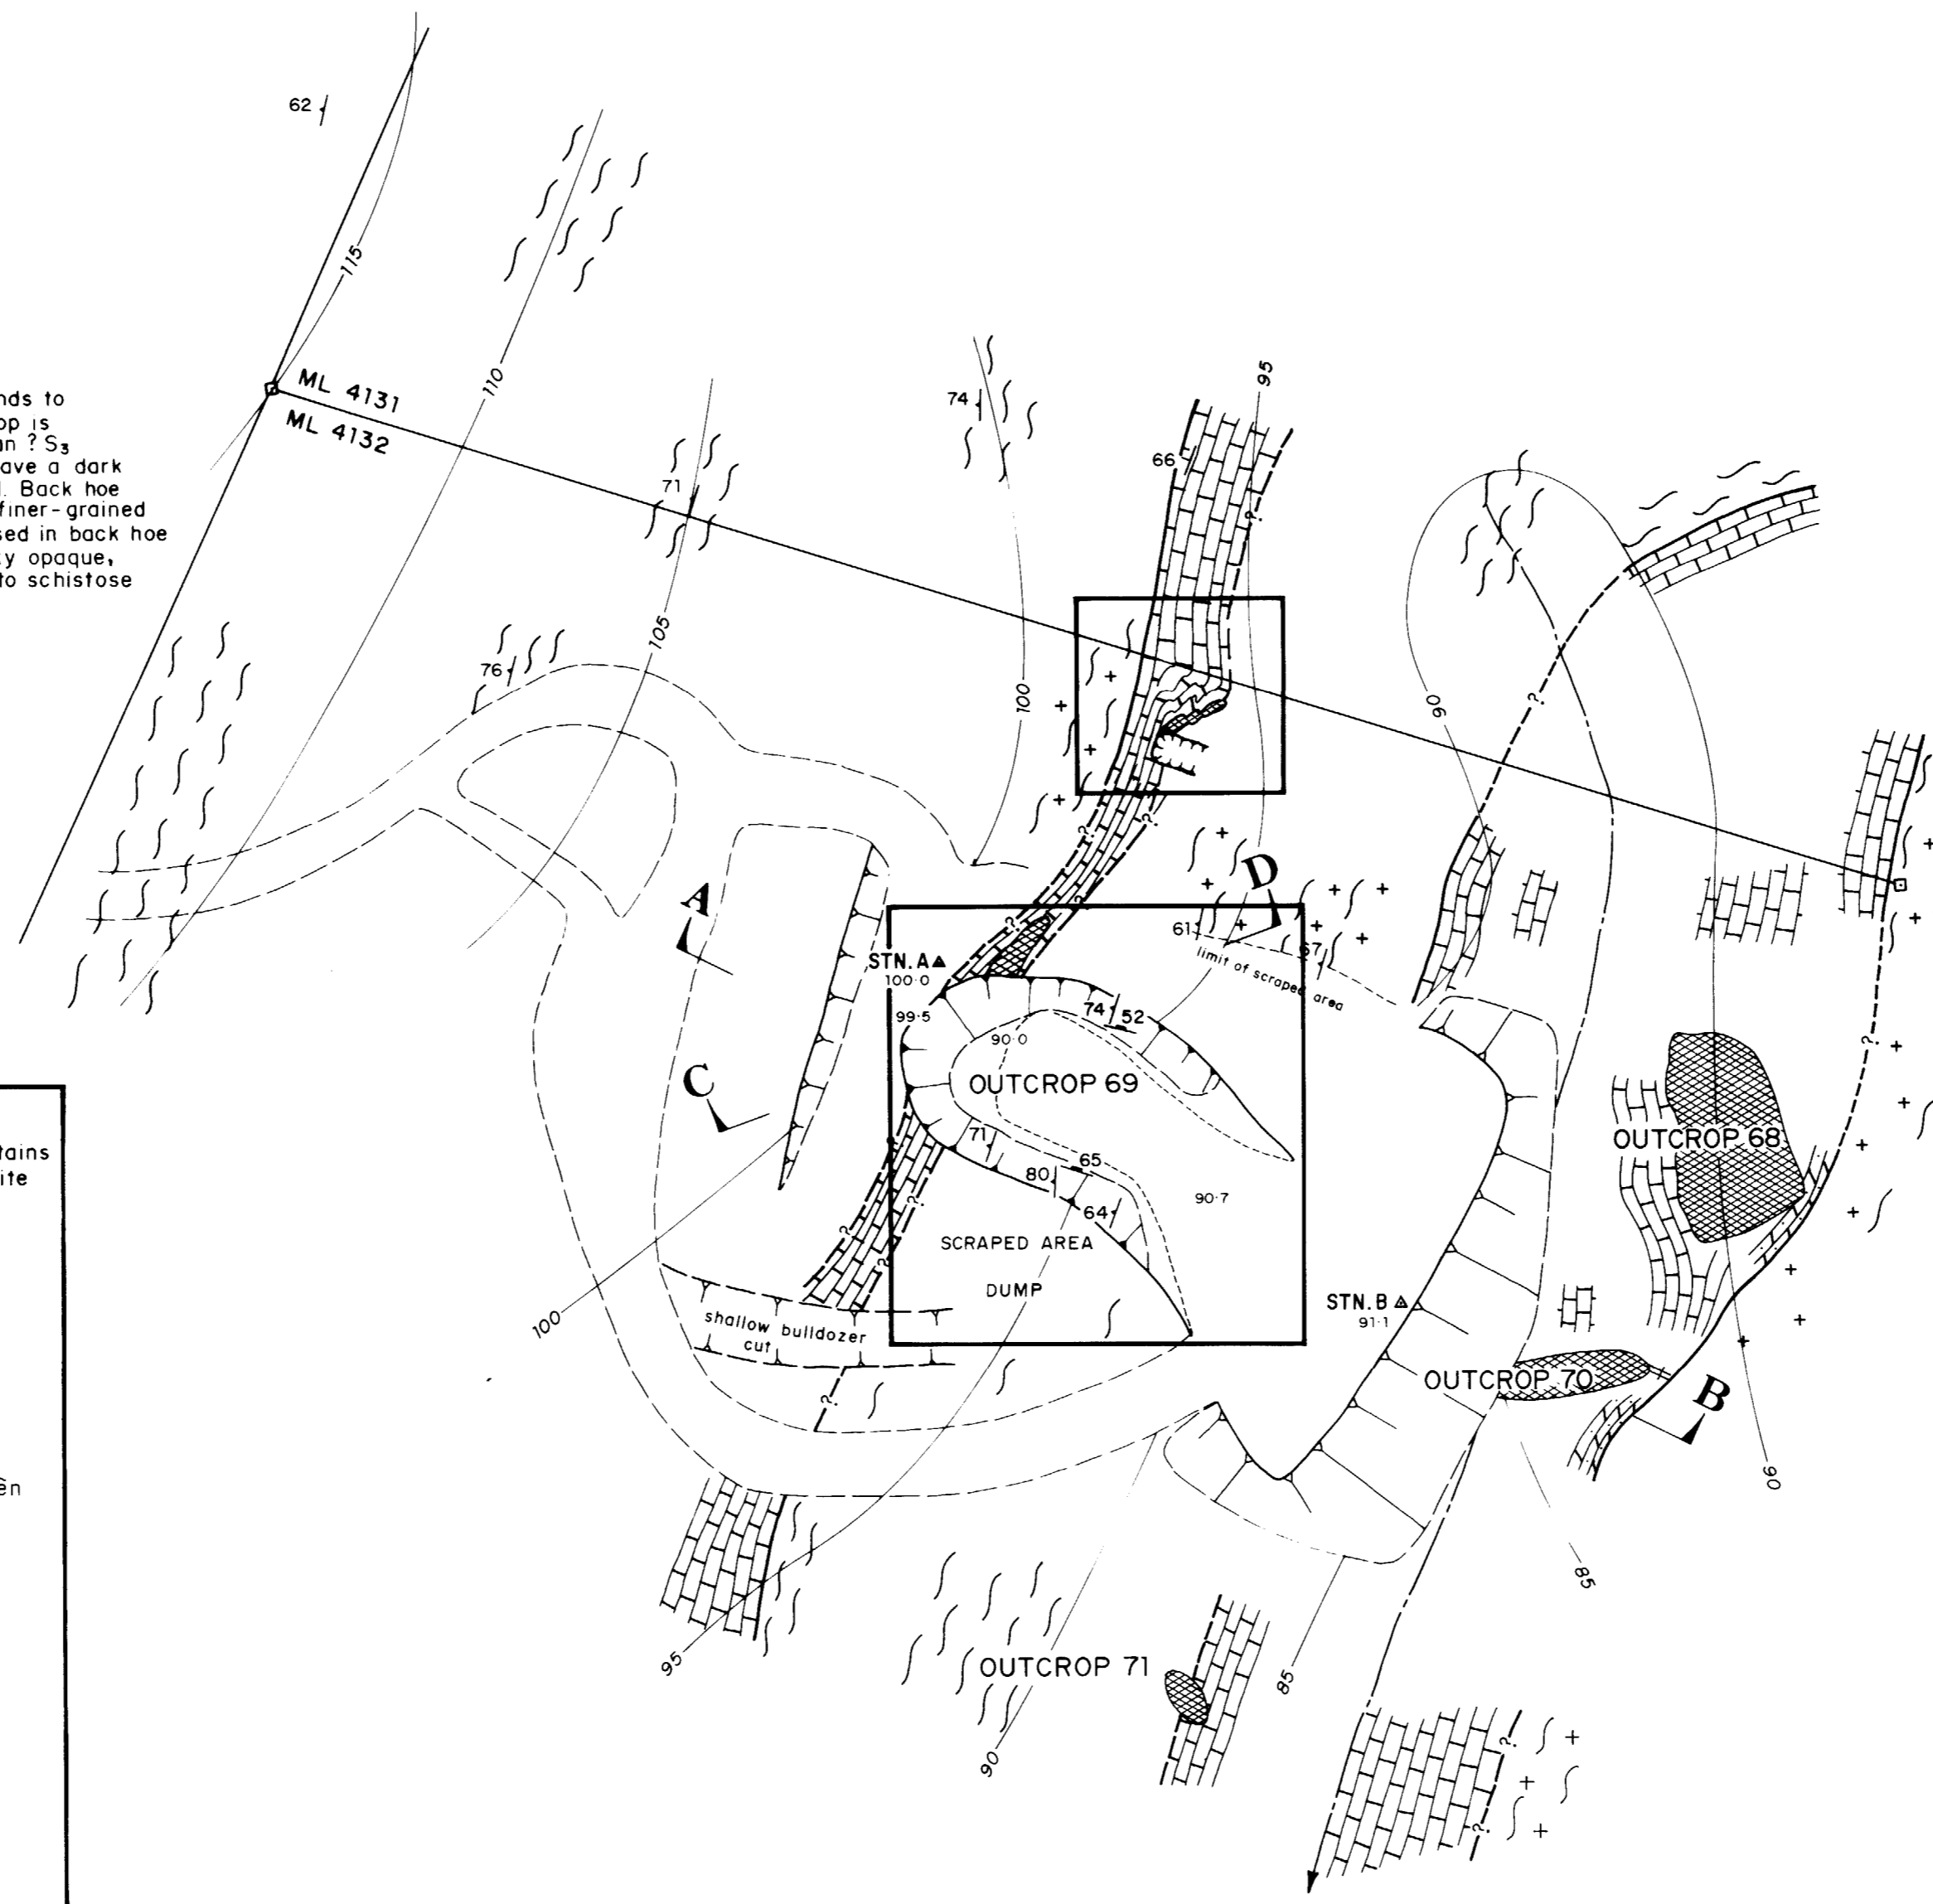 62
115
110
nds to
op is
an ? S₃
ave a dark
l. Back hoe
finer-grained
sed in back hoe
ky opaque,
to schistose
ML 4131
ML 4132
74
95
66
71
?
105
76
100
90
?
?
?
A
D
?
?
61
67
limit of scraped area
STN. A
100·0
99·5
90·0
74
52
OUTCROP 69
C
?
71
65
80
64
90·7
OUTCROP 68
tains
ite
?
?
?
SCRAPED AREA
DUMP
shallow bulldozer
cut
100
STN. B
91·1
OUTCROP 70
B
?
90
en
85
95
OUTCROP 71
85
90
?
?